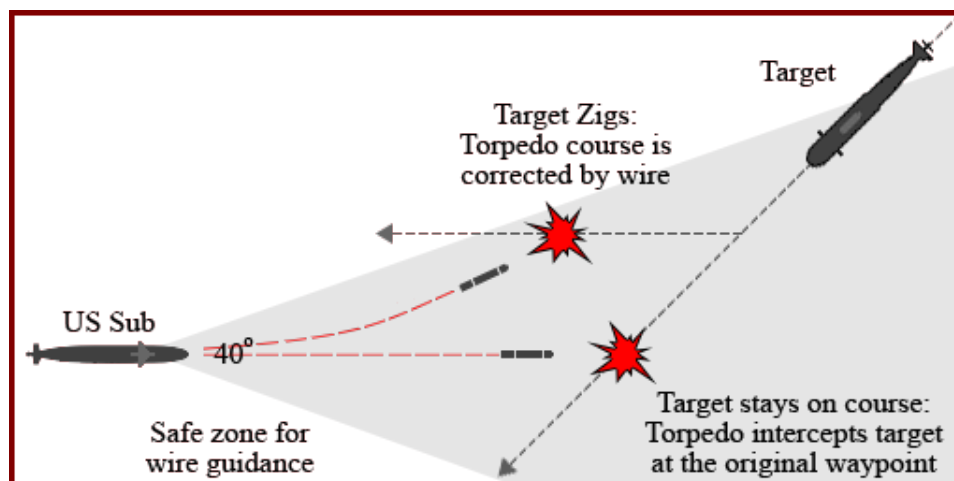 Target
Target Zigs:
Torpedo course is
corrected by wire
US Sub
40°
Safe zone for
wire guidance
Target stays on course:
Torpedo intercepts target
at the original waypoint